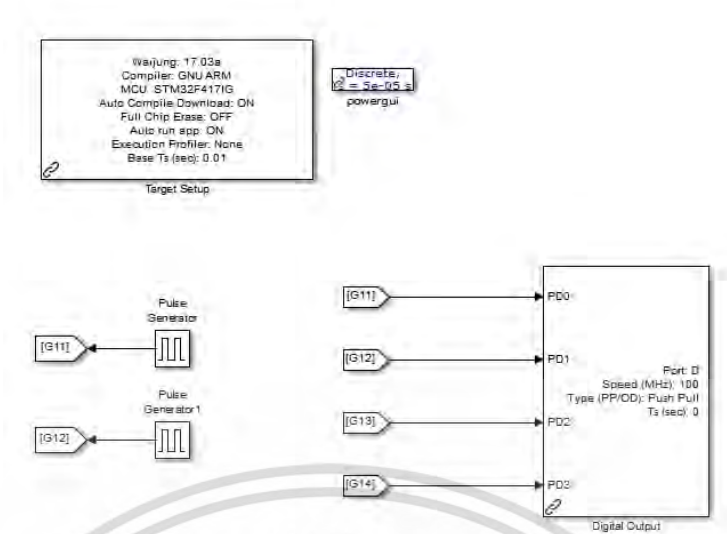 Waijung: 17.03a
Compiler: GNU ARM
MCU: STM32F417IG
Auto Compile Download: ON
Full Chip Erase: OFF
Auto run app: ON
Execution Profiler: None
Base Ts (sec): 0.01
Target Setup
Discrete,
= 5e-05 s
powergui
Pulse
Generator
[G11]
Pulse
Generator1
[G12]
[G11]
PD0
[G12]
PD1
[G13]
PD2
[G14]
PD3
Port: D
Speed (MHz): 100
Type (PP/OD): Push Pull
Ts (sec): 0
Digital Output